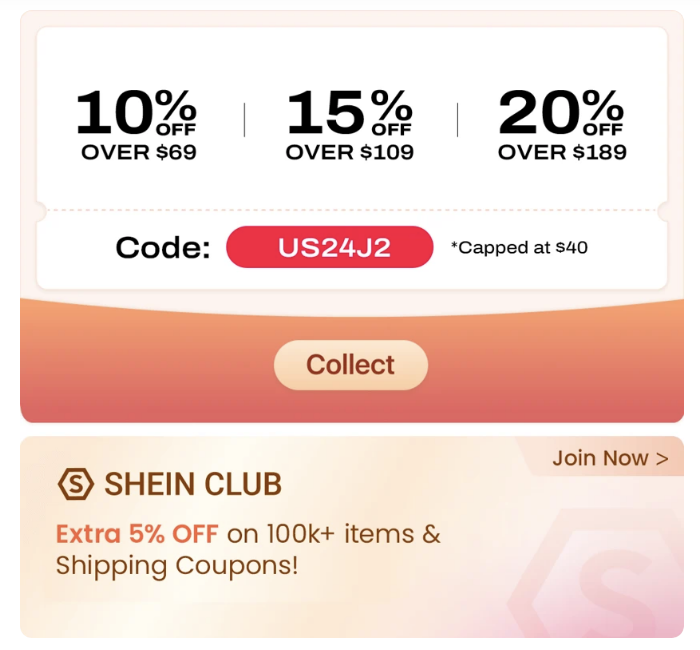 10% OFF
OVER $69
15% OFF
OVER $109
20% OFF
OVER $189
Code: US24J2 *Capped at $40
Collect
Join Now >
S SHEIN CLUB
Extra 5% OFF on 100k+ items &
Shipping Coupons!
S